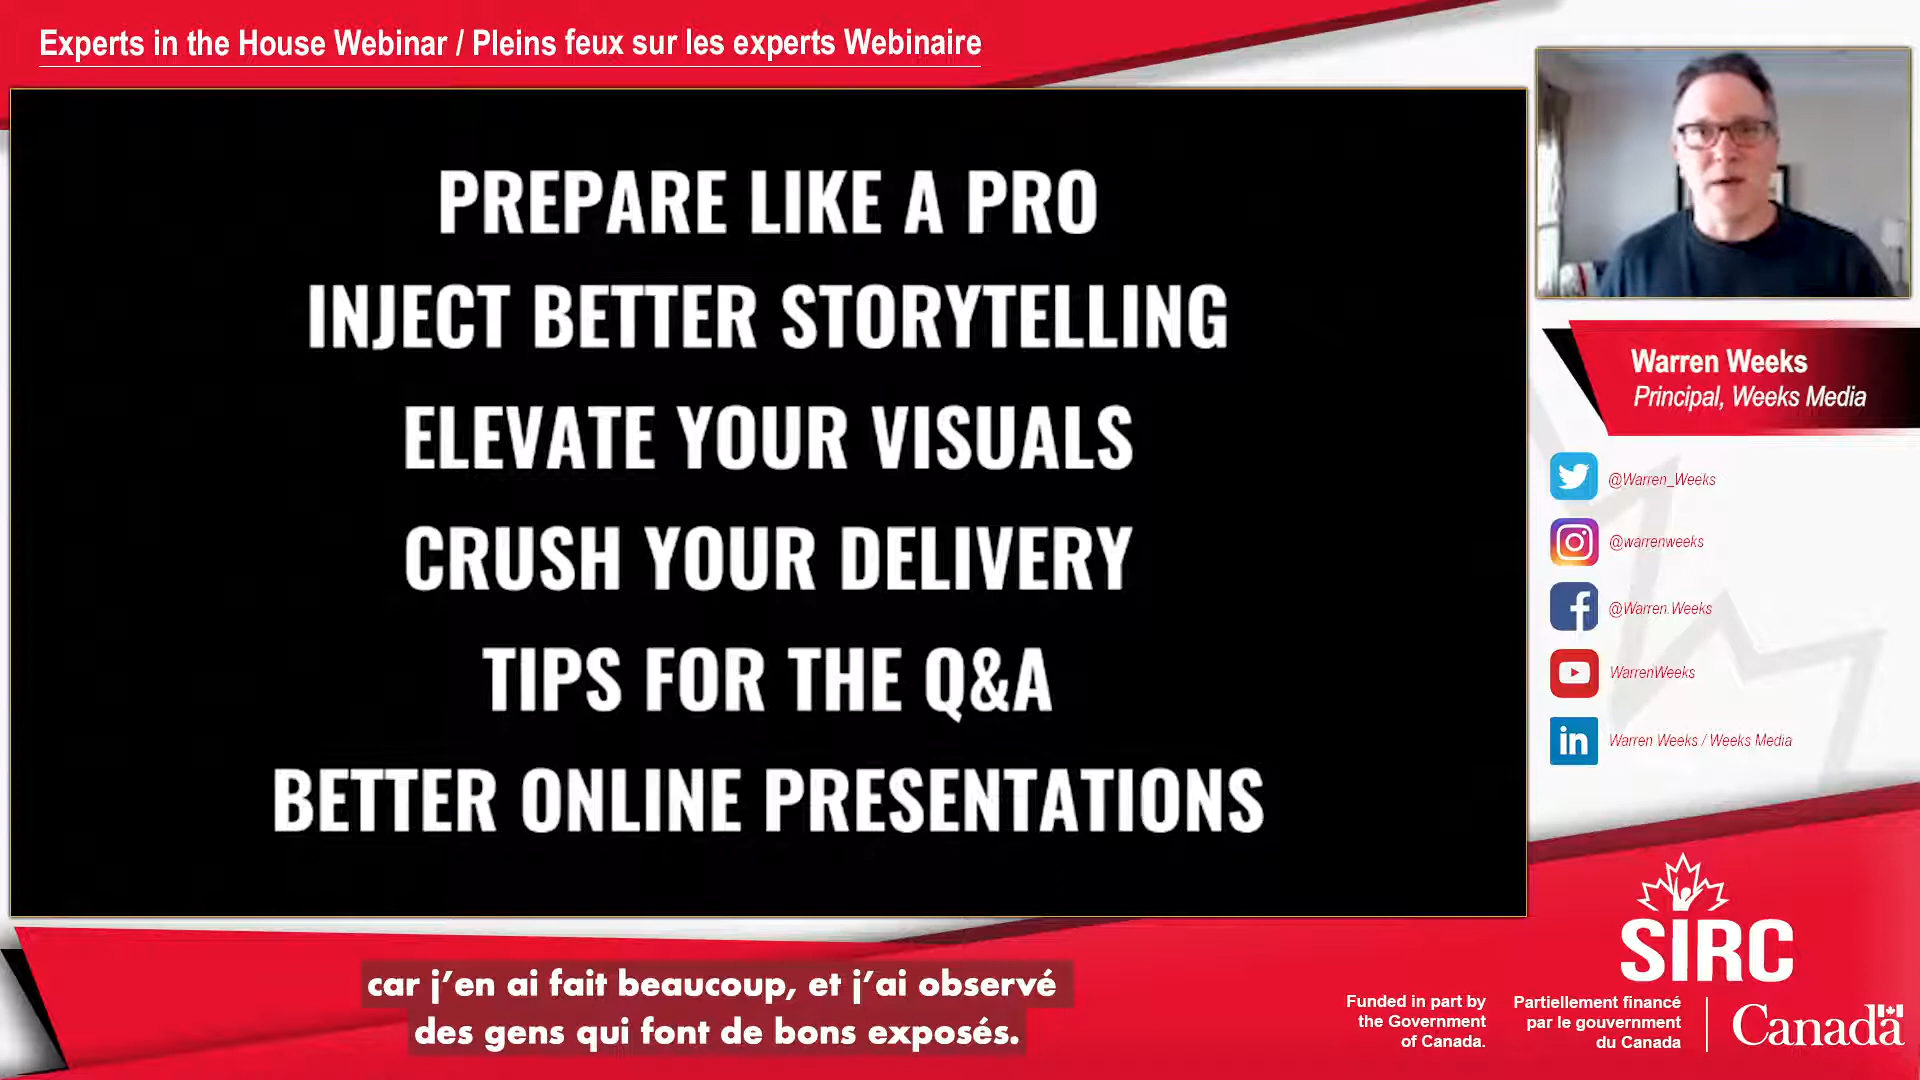 Experts in the House Webinar / Pleins feux sur les experts Webinaire
PREPARE LIKE A PRO
INJECT BETTER STORYTELLING
ELEVATE YOUR VISUALS
CRUSH YOUR DELIVERY
TIPS FOR THE Q&A
BETTER ONLINE PRESENTATIONS
Warren Weeks
Principal, Weeks Media
@Warren_Weeks
@warrenweeks
@Warren.Weeks
WarrenWeeks
in Warren Weeks / Weeks Media
car j'en ai fait beaucoup, et j'ai observé
des gens qui font de bons exposés.
SIRC
Funded in part by
the Government
of Canada.
Partiellement financé
par le gouvernement
du Canada
Canada